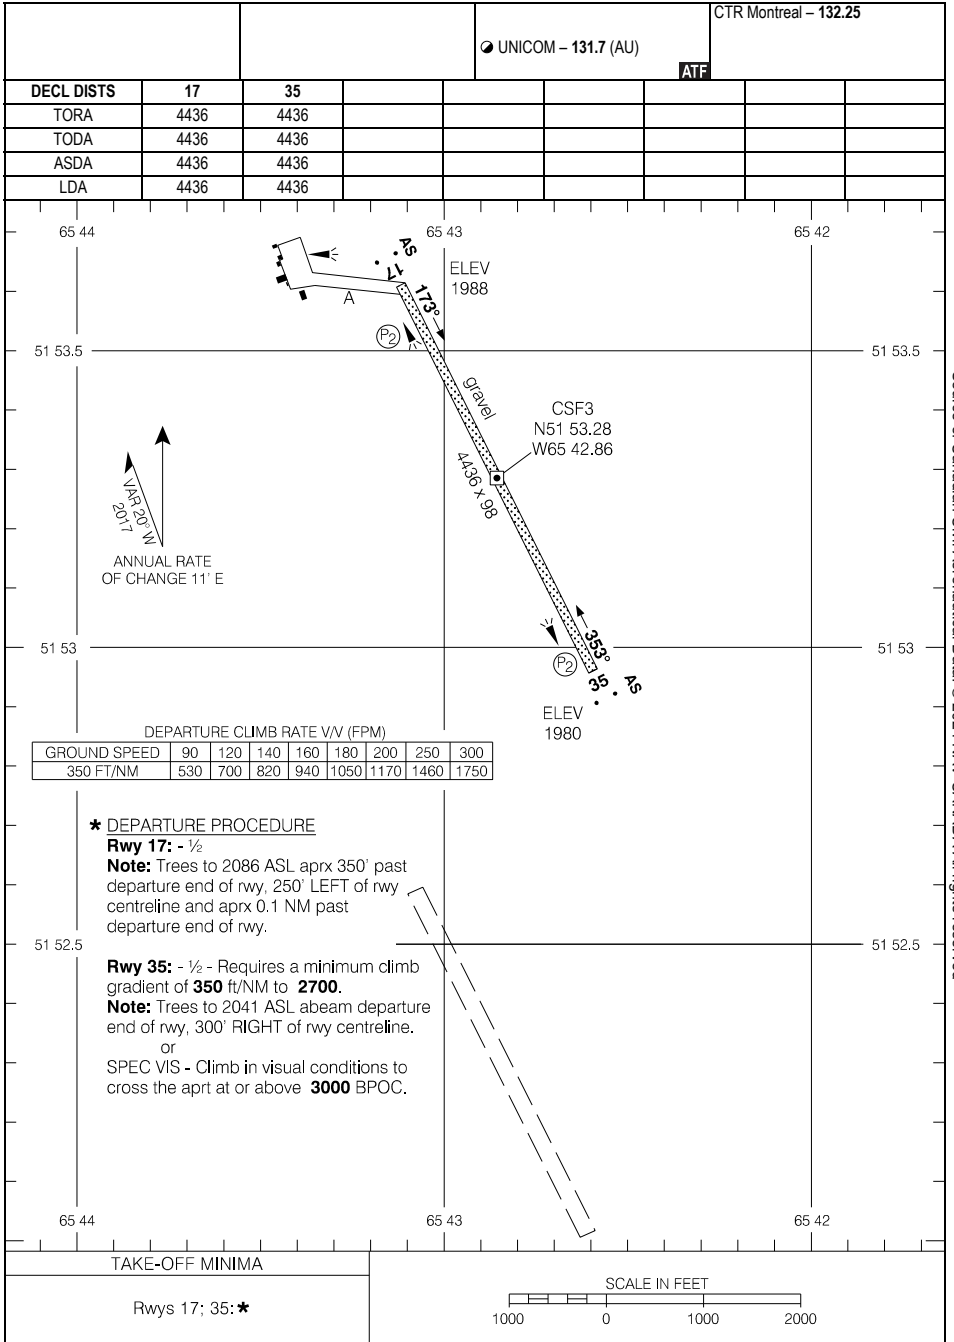 CTR Montreal – 132.25
UNICOM – 131.7 (AU)
ATF
DECL DISTS 17 35
TORA 4436 4436
TODA 4436 4436
ASDA 4436 4436
LDA 4436 4436
65 44 65 43 65 42
AS
17
ELEV
1988
173°
A
P2
51 53.5 51 53.5
gravel
CSF3
N51 53.28
W65 42.86
4436 x 98
VAR 20° W
2017
ANNUAL RATE
OF CHANGE 11' E
353°
51 53 51 53
P2
35
AS
ELEV
1980
DEPARTURE CLIMB RATE V/V (FPM)
GROUND SPEED 90 120 140 160 180 200 250 300
350 FT/NM 530 700 820 940 1050 1170 1460 1750
* DEPARTURE PROCEDURE
Rwy 17: - ½
Note: Trees to 2086 ASL aprx 350' past
departure end of rwy, 250' LEFT of rwy
centreline and aprx 0.1 NM past
departure end of rwy.
51 52.5 51 52.5
Rwy 35: - ½ - Requires a minimum climb
gradient of 350 ft/NM to 2700.
Note: Trees to 2041 ASL abeam departure
end of rwy, 300' RIGHT of rwy centreline.
or
SPEC VIS - Climb in visual conditions to
cross the aprt at or above 3000 BPOC.
65 44 65 43 65 42
TAKE-OFF MINIMA
Rwys 17; 35: *
SCALE IN FEET
1000 0 1000 2000